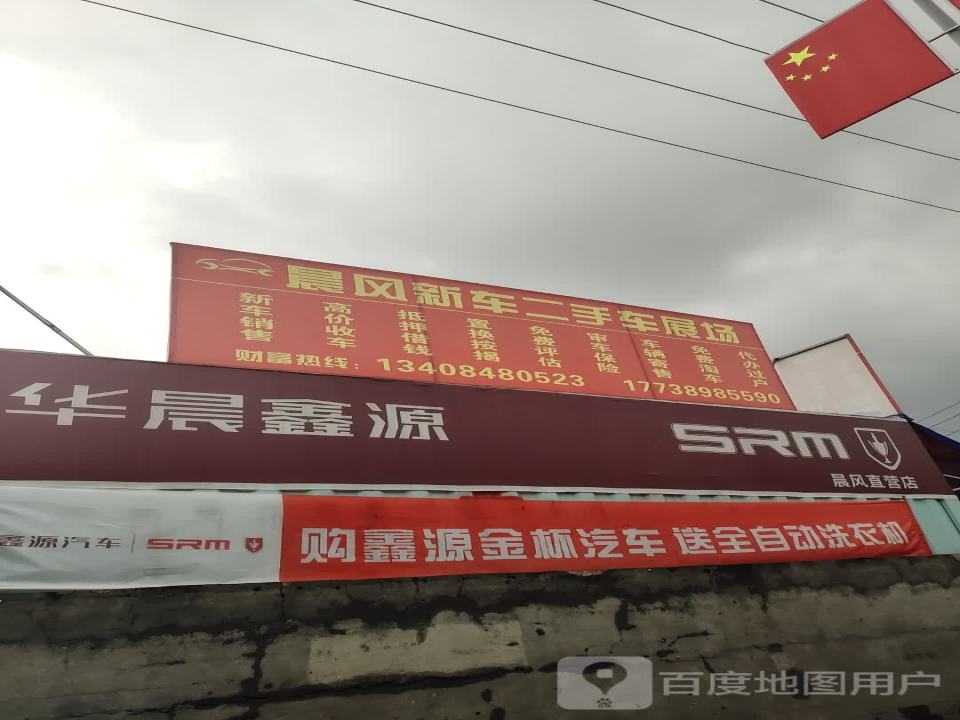 晨风新车二手车展场
新车销售 高价收车 抵押借钱 置换按揭 免费评估 审车保险 车辆寄售 免费淘车 代办过户
财富热线：13408480523 17738985590
华晨鑫源 SRM
晨风直营店
鑫源汽车 SRM 购鑫源金杯汽车 送全自动洗衣机
百度地图用户